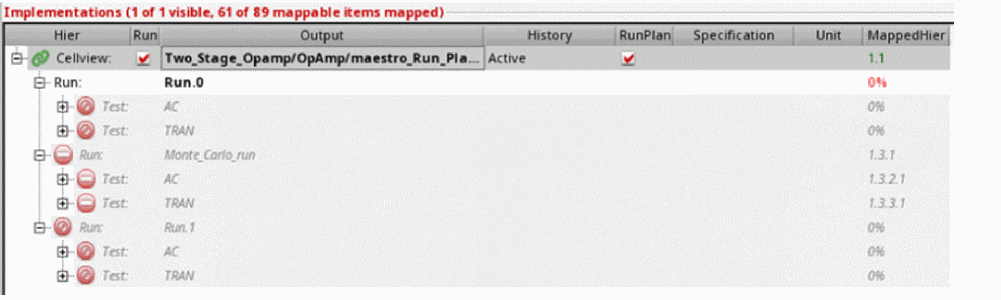 Implementations (1 of 1 visible, 61 of 89 mappable items mapped)
Hier Run Output History RunPlan Specification Unit MappedHier
Cellview: Two_Stage_Opamp/OpAmp/maestro_Run_Pla... Active 1.1
Run: Run.0 0%
Test: AC 0%
Test: TRAN 0%
Run: Monte_Carlo_run 1.3.1
Test: AC 1.3.2.1
Test: TRAN 1.3.3.1
Run: Run.1 0%
Test: AC 0%
Test: TRAN 0%